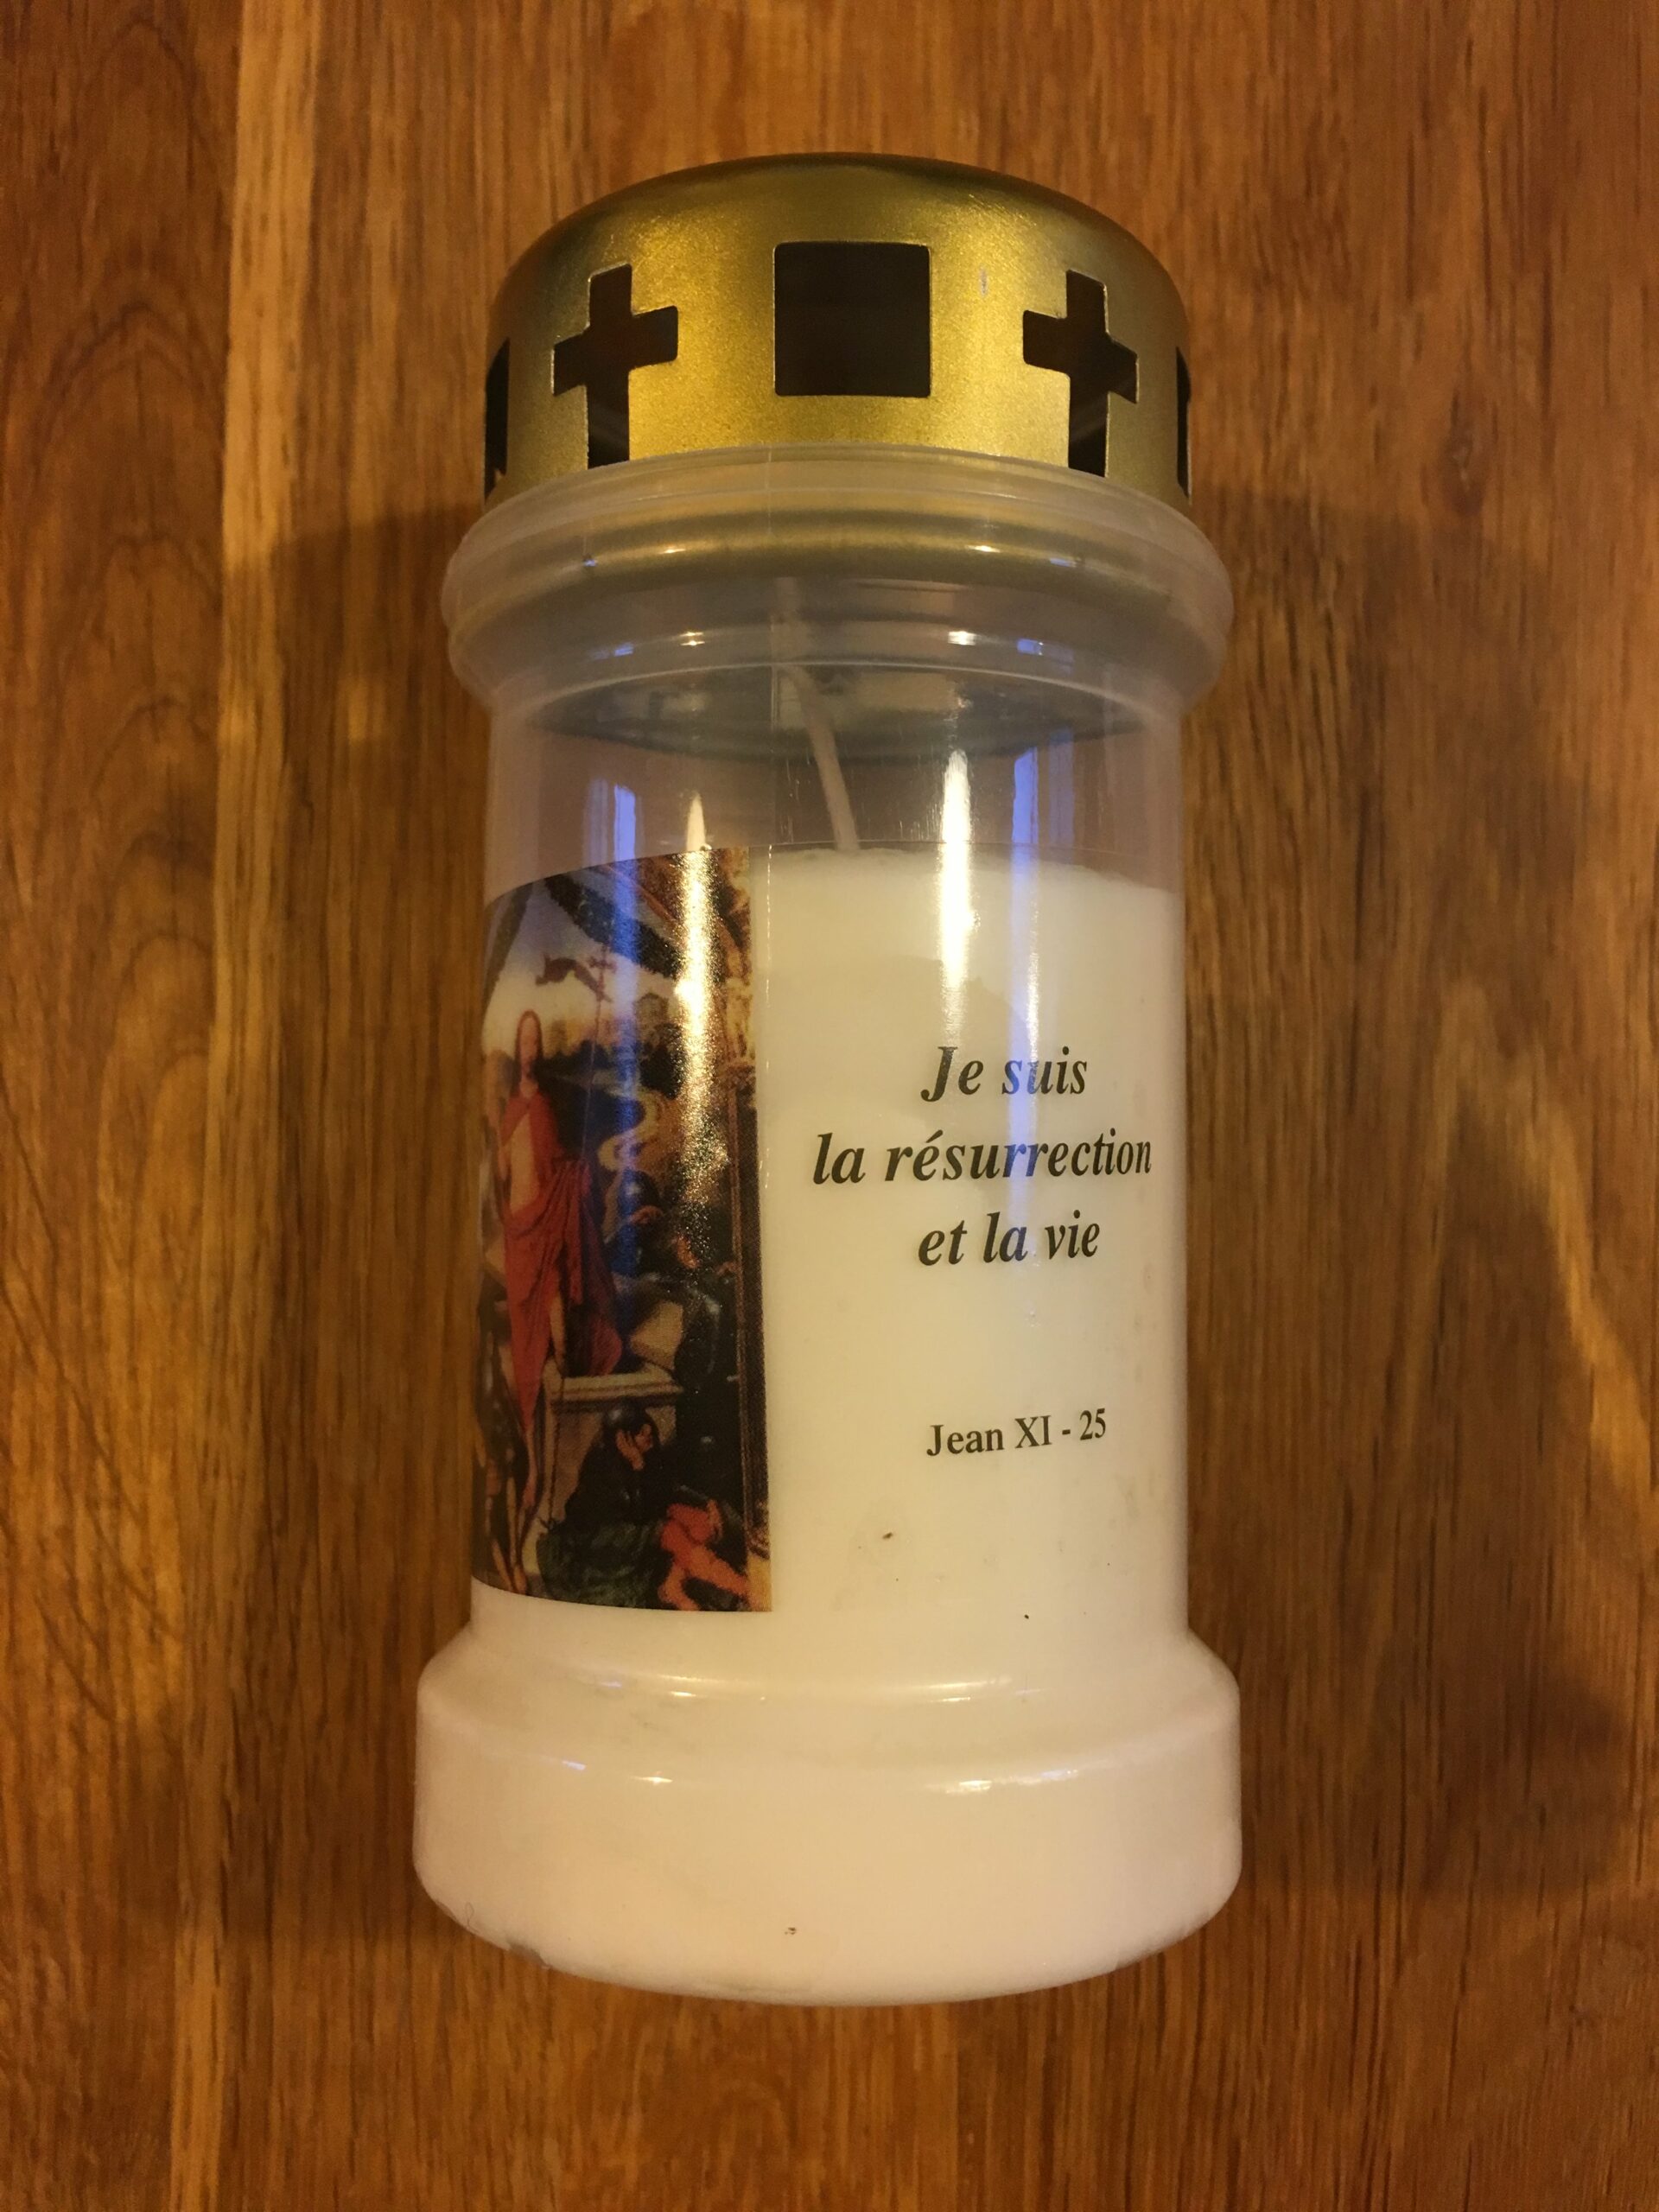 Je suis
la résurrection
et la vie
Jean XI - 25